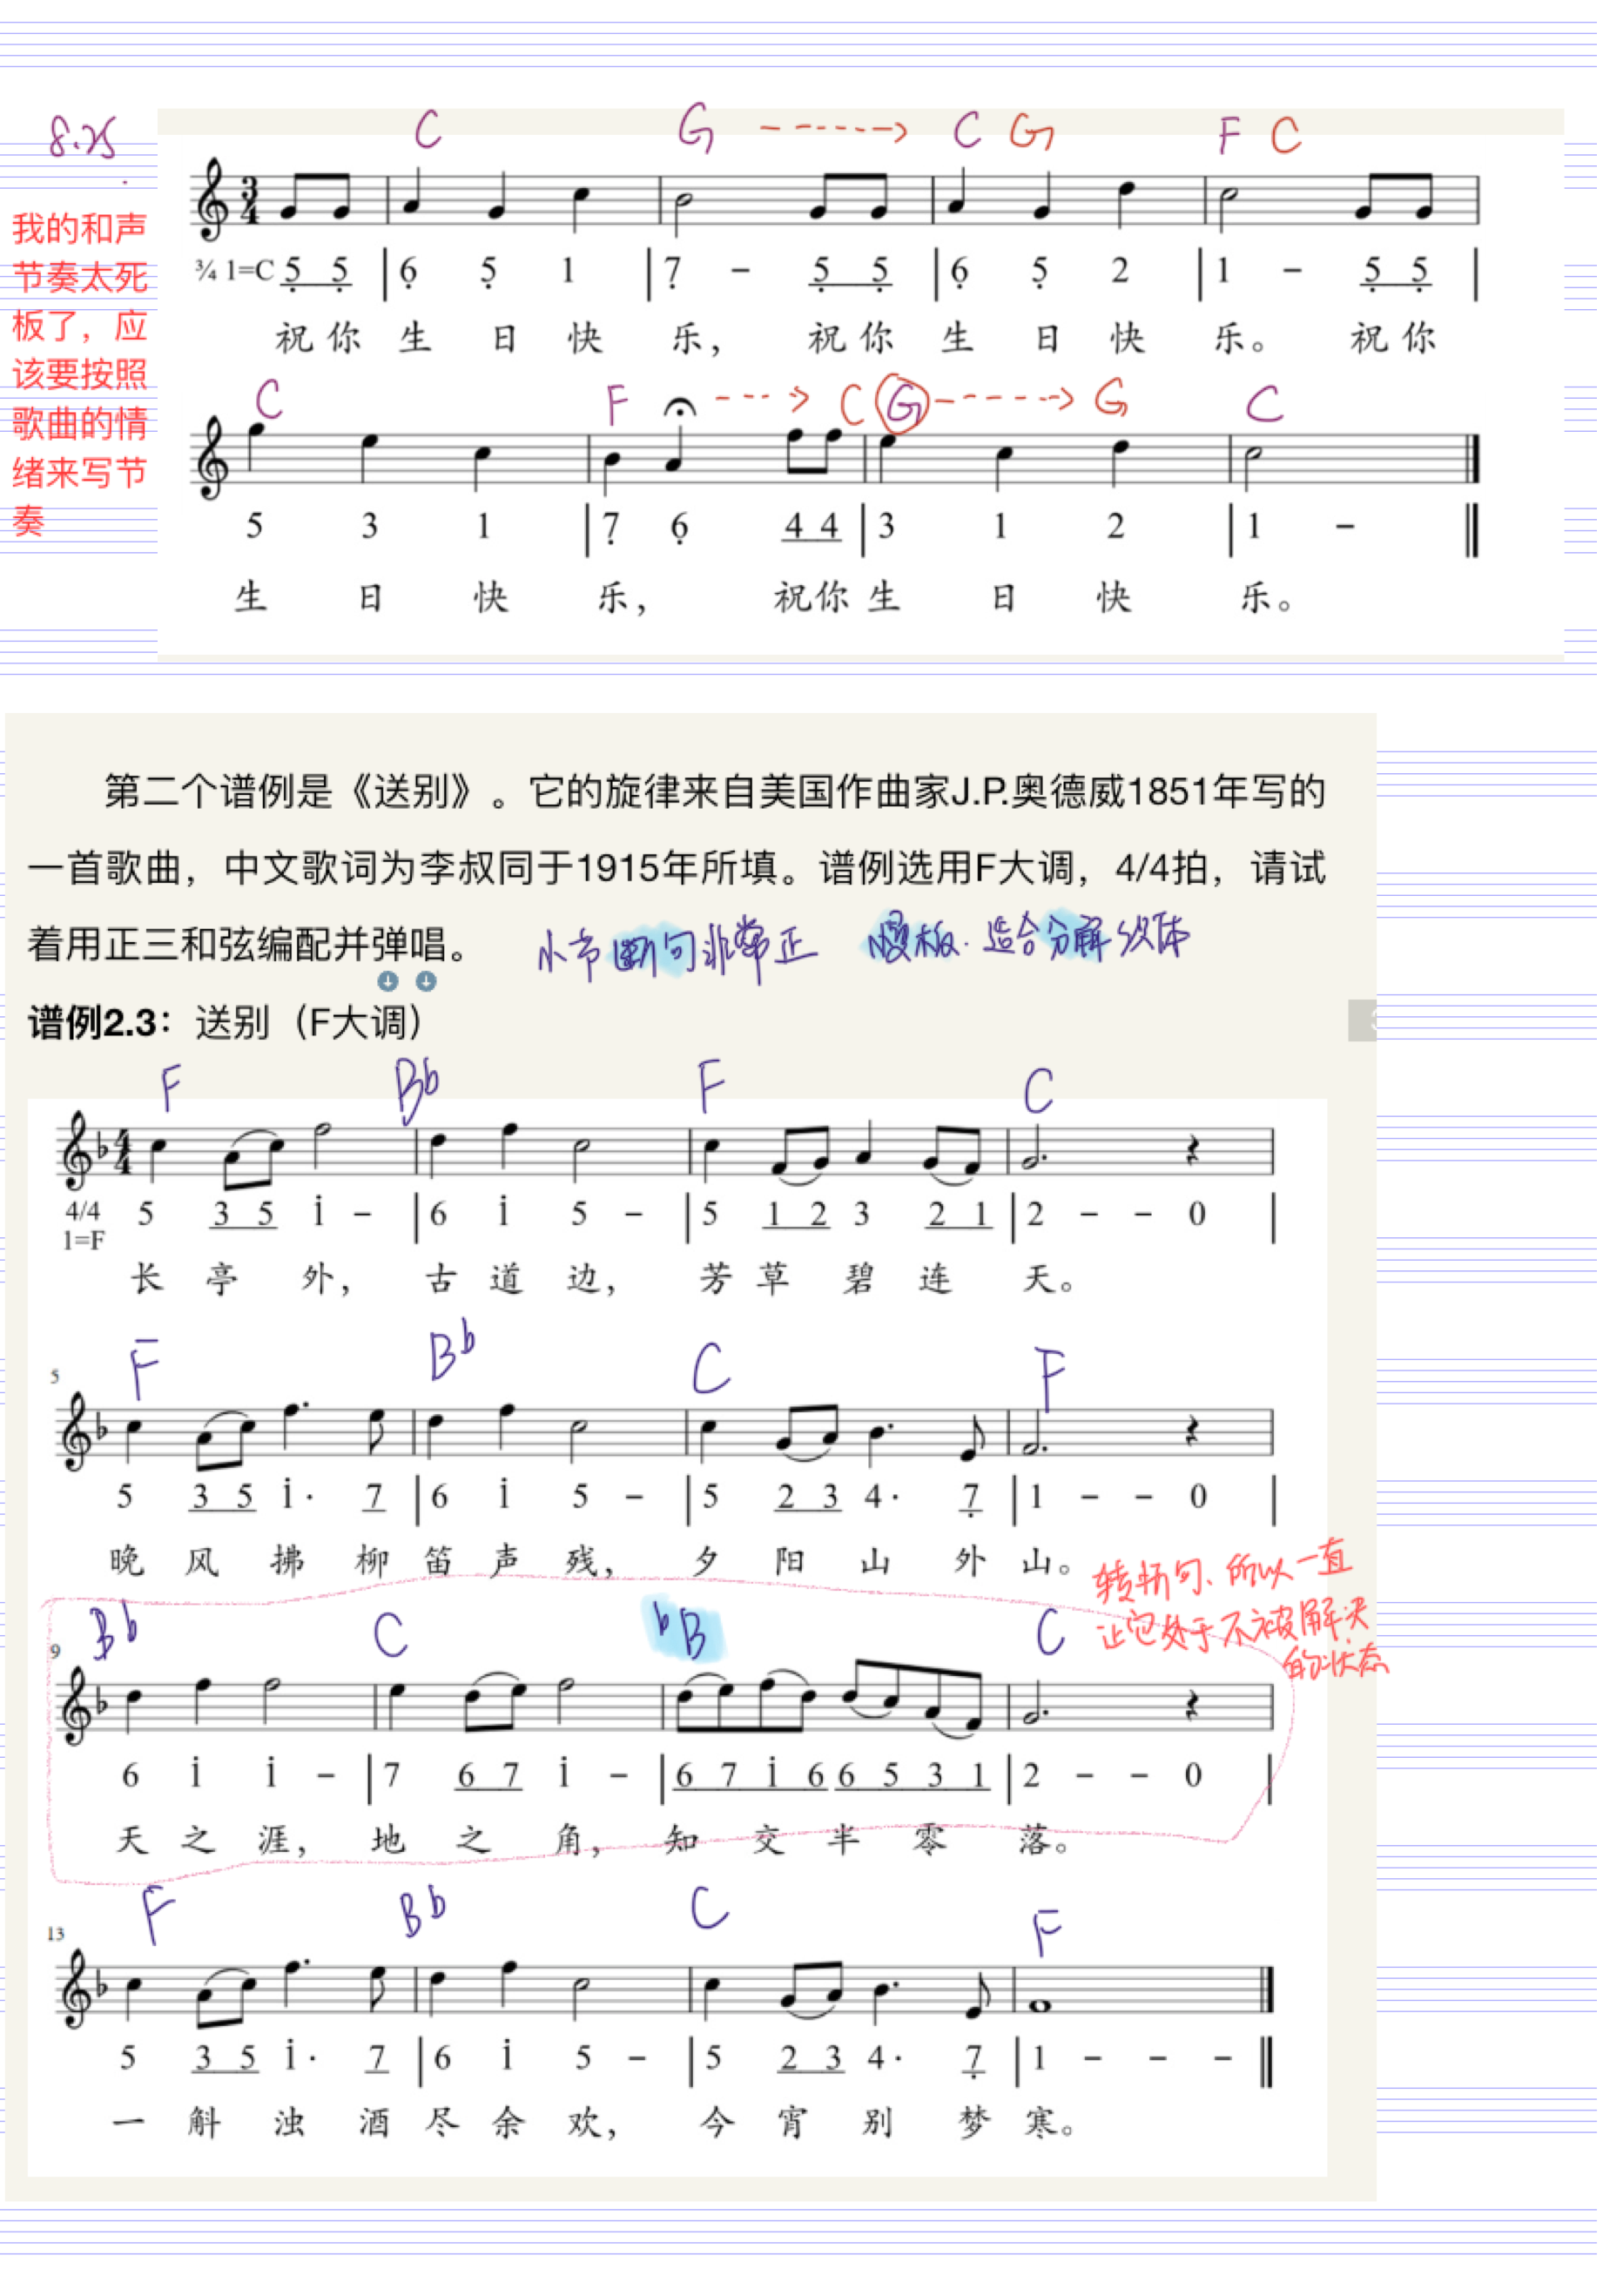 8.25
C G C G F C
我的和声
节奏太死
板了，应
该要按照
歌曲的情
绪来写节
奏
3/4 1=C 5 5 | 6 5 1 | 7 - 5 5 | 6 5 2 | 1 - 5 5 |
祝你 生 日 快 乐， 祝你 生 日 快 乐。 祝你
C F C G G C
5 3 1 | 7 6 4 4 | 3 1 2 | 1 - ‖
生 日 快 乐， 祝你 生 日 快 乐。
第二个谱例是《送别》。它的旋律来自美国作曲家J.P.奥德威1851年写的
一首歌曲，中文歌词为李叔同于1915年所填。谱例选用F大调，4/4拍，请试
着用正三和弦编配并弹唱。
小节断句非常正 慢板. 适合分解织体
谱例2.3：送别（F大调）
F Bb F C
4/4 1=F 5 3 5 i - | 6 i 5 - | 5 1 2 3 2 1 | 2 - - 0 |
长 亭 外， 古 道 边， 芳 草 碧 连 天。
F Bb C F
5
5 3 5 i· 7 | 6 i 5 - | 5 2 3 4· 7 | 1 - - 0 |
晚 风 拂 柳 笛 声 残， 夕 阳 山 外 山。
转折句、所以一直
让它处于不被解决
的状态
Bb C bB C
9
6 i i - | 7 6 7 i - | 6 7 i 6 6 5 3 1 | 2 - - 0 |
天 之 涯， 地 之 角， 知 交 半 零 落。
F Bb C F
13
5 3 5 i· 7 | 6 i 5 - | 5 2 3 4· 7 | 1 - - - ‖
一 斛 浊 酒 尽 余 欢， 今 宵 别 梦 寒。